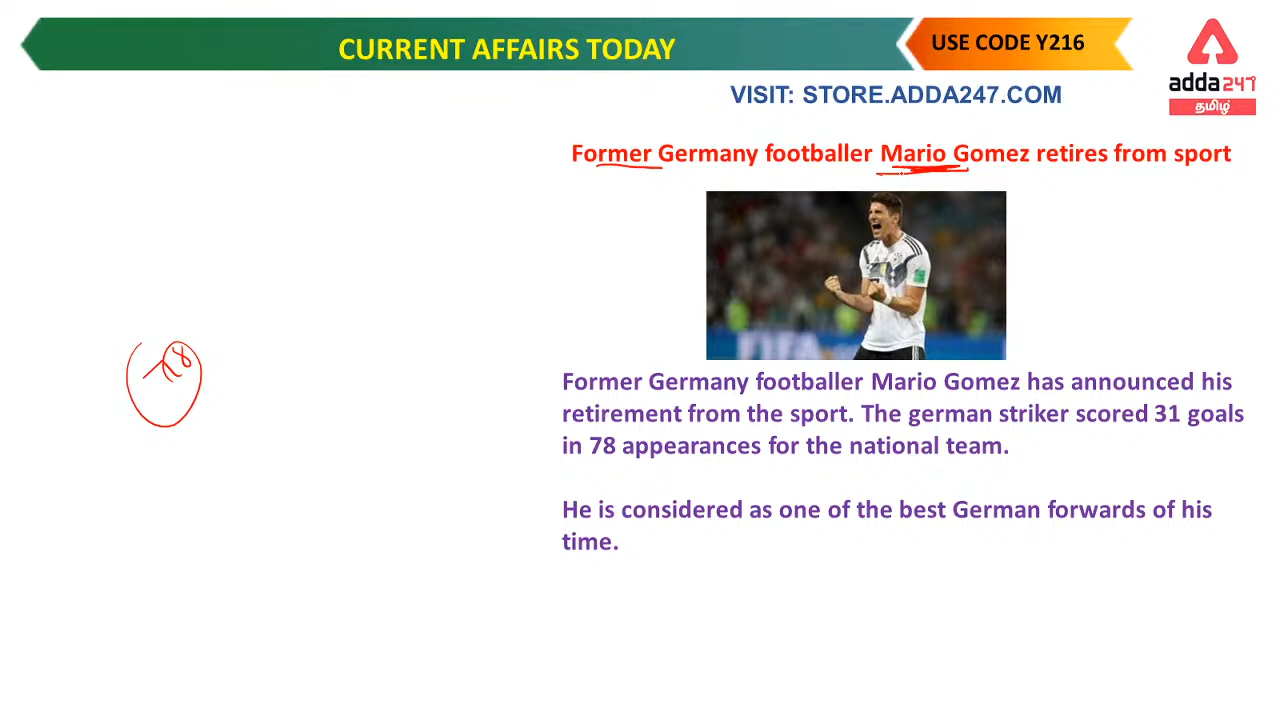 CURRENT AFFAIRS TODAY
USE CODE Y216
adda247
தமிழ்
VISIT: STORE.ADDA247.COM
Former Germany footballer Mario Gomez retires from sport
FIFA
78
Former Germany footballer Mario Gomez has announced his
retirement from the sport. The german striker scored 31 goals
in 78 appearances for the national team.
He is considered as one of the best German forwards of his
time.